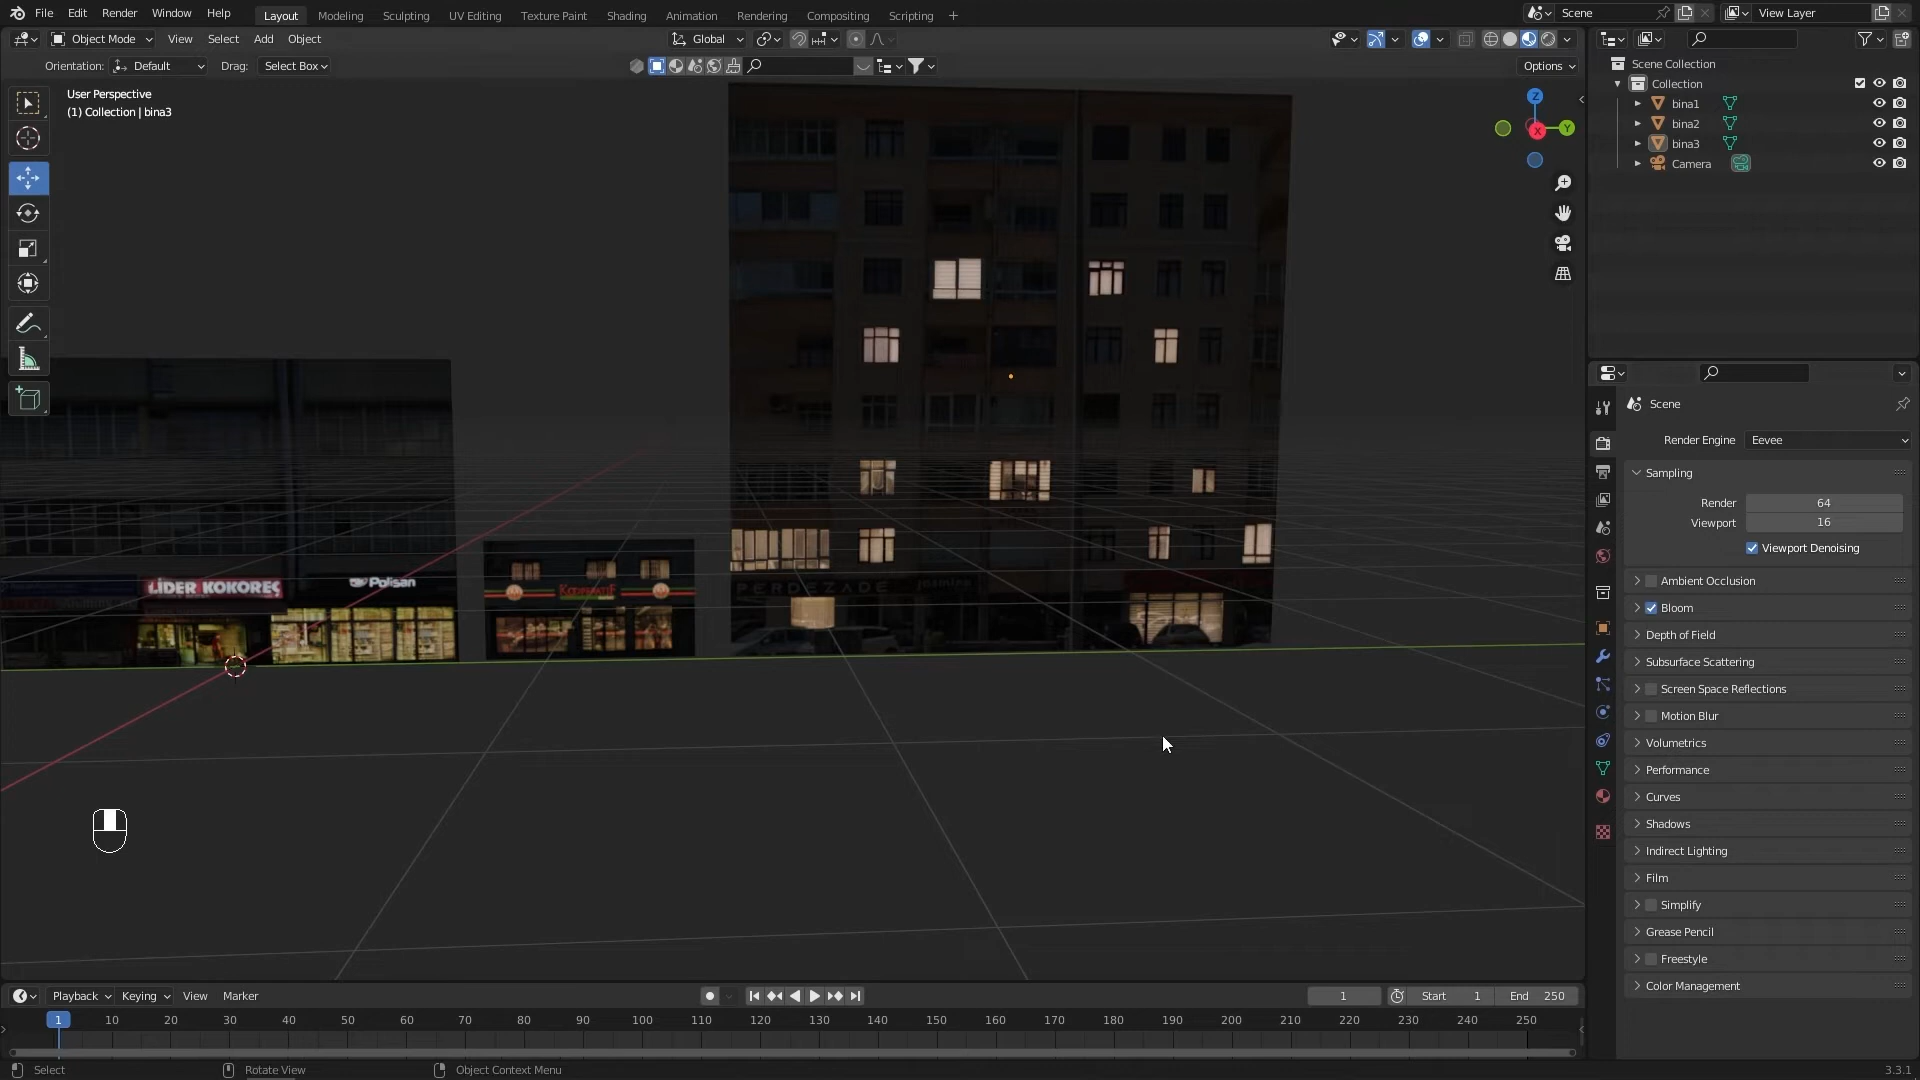 File Edit Render Window Help Layout Modeling Sculpting UV Editing Texture Paint Shading Animation Rendering Compositing Scripting + Scene View Layer
Object Mode View Select Add Object Global
Orientation: Default Drag: Select Box Options
User Perspective
(1) Collection | bina3
Z
X
Y
Scene Collection
Collection
bina1
bina2
bina3
Camera
Scene
Render Engine Eevee
Sampling
Render 64
Viewport 16
Viewport Denoising
Ambient Occlusion
Bloom
Depth of Field
Subsurface Scattering
Screen Space Reflections
Motion Blur
Volumetrics
Performance
Curves
Shadows
Indirect Lighting
Film
Simplify
Grease Pencil
Freestyle
Color Management
LİDER KOKOREÇ
Polisan
PERDEZADE
Playback Keying View Marker 1 Start 1 End 250
1 10 20 30 40 50 60 70 80 90 100 110 120 130 140 150 160 170 180 190 200 210 220 230 240 250
Select Rotate View Object Context Menu 3.3.1